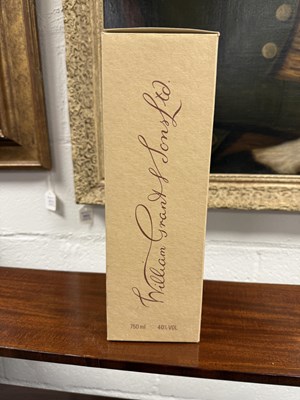 William Grant & Sons Ltd.
750 ml 40% VOL